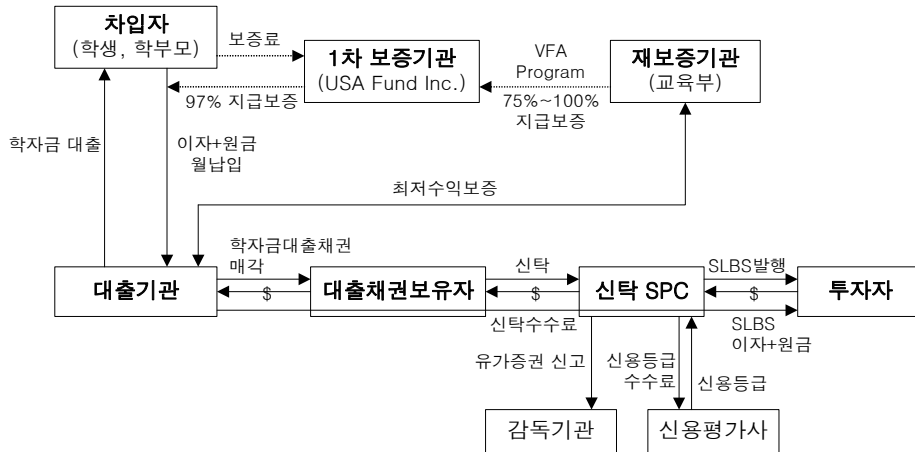 차입자
(학생, 학부모)
보증료
1차 보증기관
(USA Fund Inc.)
VFA
Program
재보증기관
(교육부)
97% 지급보증
75%~100%
지급보증
학자금 대출
이자+원금
월납입
최저수익보증
학자금대출채권
매각
신탁
SLBS발행
대출기관
$
대출채권보유자
$
신탁 SPC
$
투자자
신탁수수료
SLBS
이자+원금
유가증권 신고
신용등급
수수료
신용등급
감독기관
신용평가사